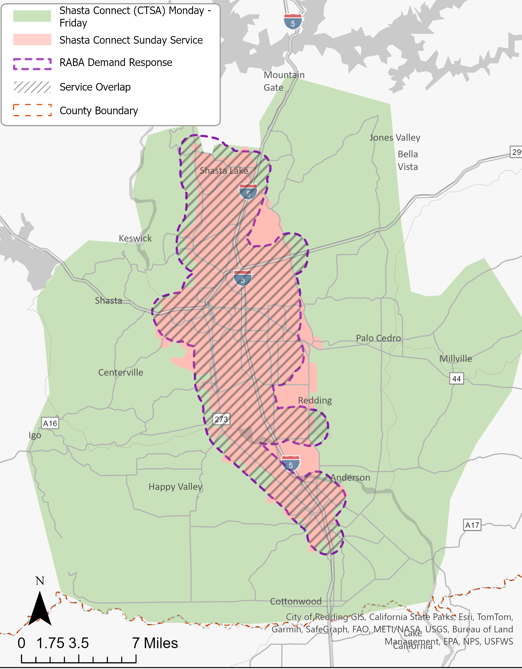 Shasta Connect (CTSA) Monday -
Friday
Shasta Connect Sunday Service
RABA Demand Response
Service Overlap
County Boundary
5
Mountain
Gate
Jones Valley
Bella
Vista
29
Shasta Lake
5
Keswick
5
Shasta
Palo Cedro
Millville
Centerville
44
Redding
273
A16
Igo
5
Anderson
Happy Valley
A17
Cottonwood
N
City of Redding GIS, California State Parks, Esri, TomTom,
Garmin, SafeGraph, FAO, METI/NASA, USGS, Bureau of Land
Management, EPA, NPS, USFWS
Lake
California
0 1.75 3.5 7 Miles